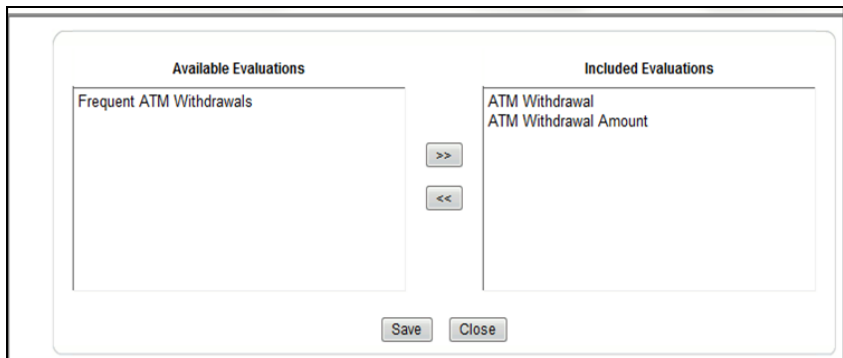 Available Evaluations
Included Evaluations
Frequent ATM Withdrawals
ATM Withdrawal
ATM Withdrawal Amount
>>
<<
Save
Close